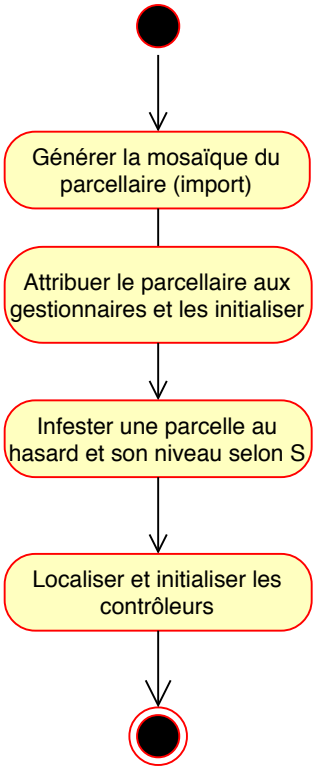 Générer la mosaïque du
parcellaire (import)
Attribuer le parcellaire aux
gestionnaires et les initialiser
Infester une parcelle au
hasard et son niveau selon S
Localiser et initialiser les
contrôleurs